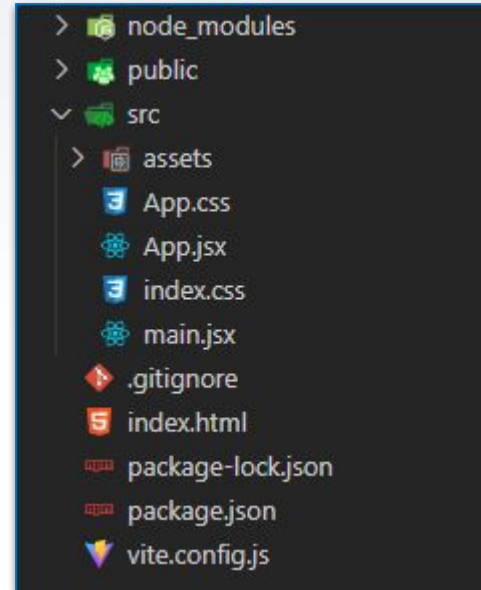 node_modules
public
src
assets
App.css
App.jsx
index.css
main.jsx
.gitignore
index.html
package-lock.json
package.json
vite.config.js